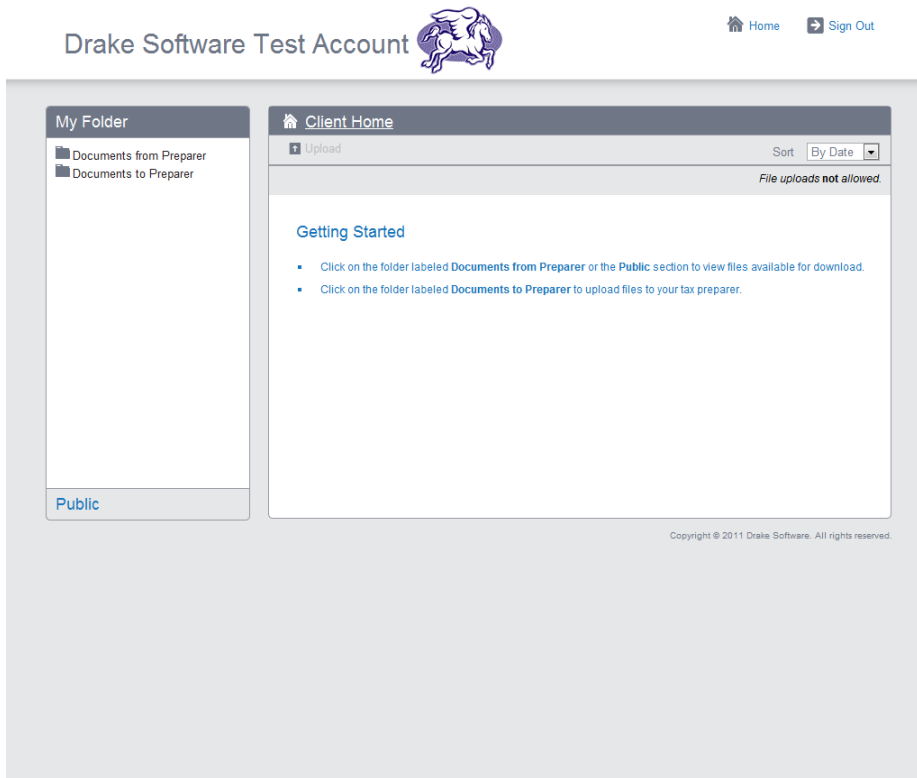 Drake Software Test Account
Home
Sign Out
My Folder
Documents from Preparer
Documents to Preparer
Public
Client Home
Upload
Sort By Date
File uploads not allowed.
Getting Started
Click on the folder labeled Documents from Preparer or the Public section to view files available for download.
Click on the folder labeled Documents to Preparer to upload files to your tax preparer.
Copyright © 2011 Drake Software. All rights reserved.